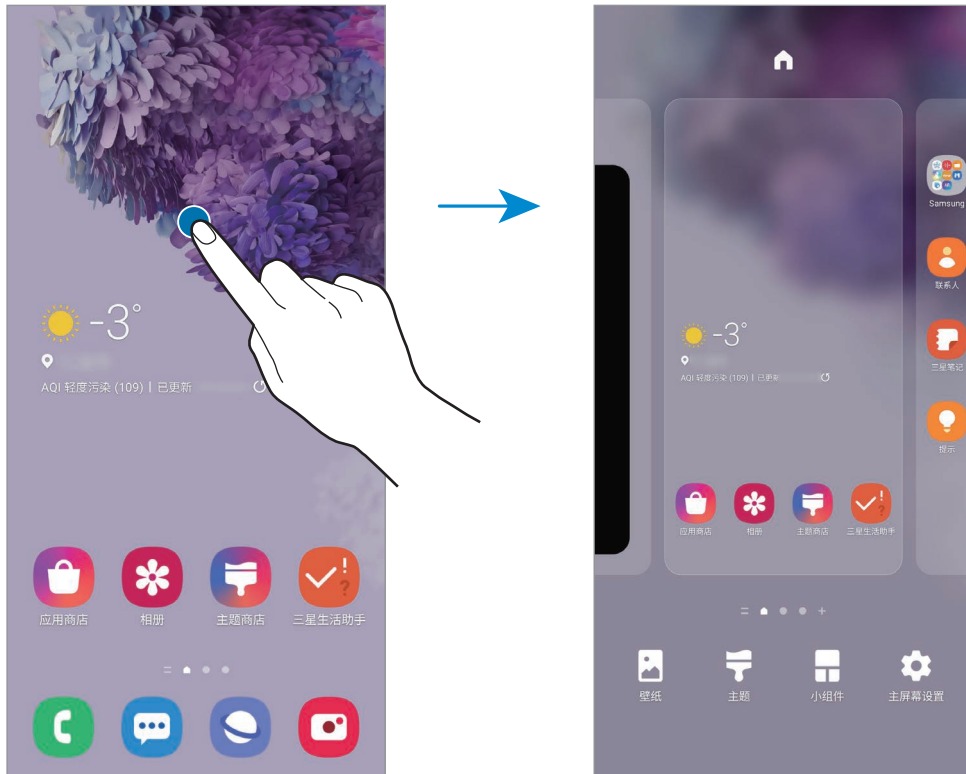 -3°
AQI 轻度污染 (109) | 已更新
应用商店
相册
主题商店
三星生活助手
Samsung
联系人
三星笔记
提示
-3°
AQI 轻度污染 (109) | 已更新
应用商店
相册
主题商店
三星生活助手
壁纸
主题
小组件
主屏幕设置